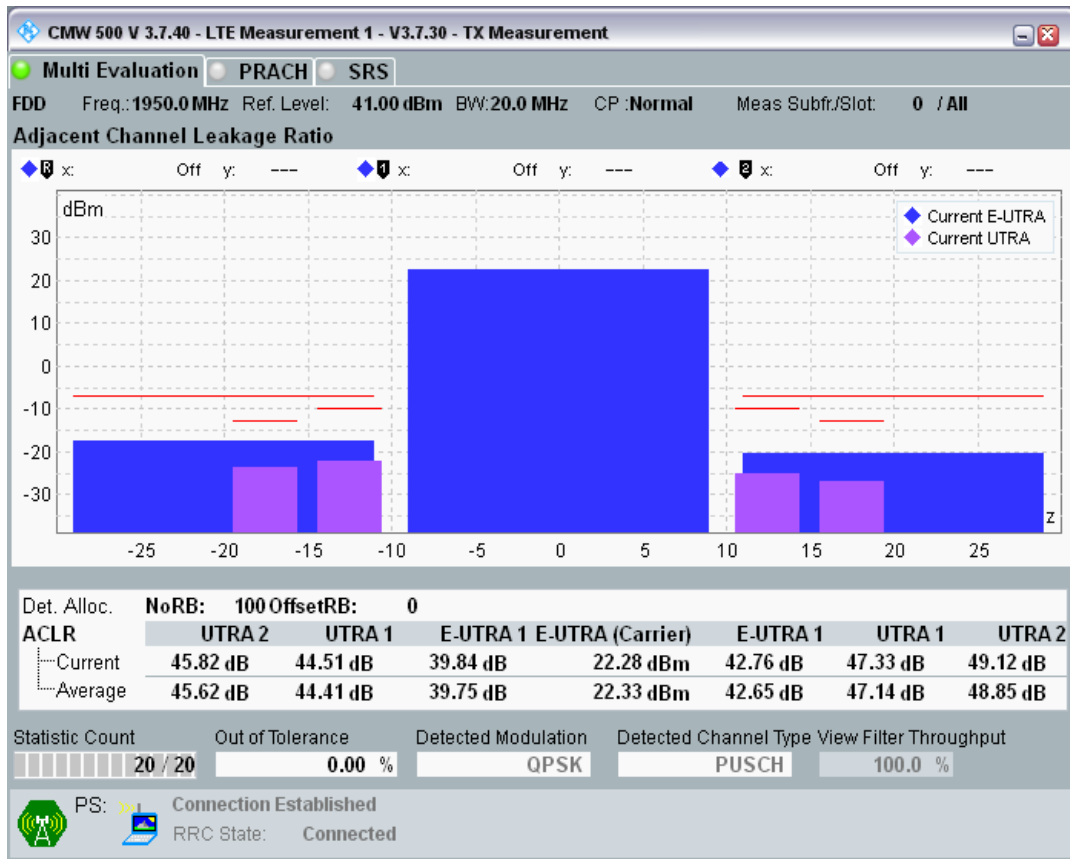 CMW 500 V 3.7.40 - LTE Measurement 1 - V3.7.30 - TX Measurement
Multi Evaluation PRACH SRS
FDD Freq.: 1950.0 MHz Ref. Level: 41.00 dBm BW: 20.0 MHz CP : Normal Meas Subfr./Slot: 0 / All
Adjacent Channel Leakage Ratio
R x: Off y: --- 1 x: Off y: --- 2 x: Off y: ---
dBm
Current E-UTRA
Current UTRA
30
20
10
0
-10
-20
-30
z
-25 -20 -15 -10 -5 0 5 10 15 20 25
Det. Alloc. NoRB: 100 OffsetRB: 0
ACLR UTRA 2 UTRA 1 E-UTRA 1 E-UTRA (Carrier) E-UTRA 1 UTRA 1 UTRA 2
Current 45.82 dB 44.51 dB 39.84 dB 22.28 dBm 42.76 dB 47.33 dB 49.12 dB
Average 45.62 dB 44.41 dB 39.75 dB 22.33 dBm 42.65 dB 47.14 dB 48.85 dB
Statistic Count Out of Tolerance Detected Modulation Detected Channel Type View Filter Throughput
20 / 20 0.00 % QPSK PUSCH 100.0 %
PS: Connection Established
RRC State: Connected